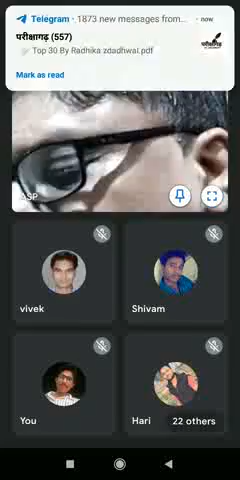 Telegram · 1873 new messages from... · now
परीक्षागढ़ (557)
Top 30 By Radhika zdadhwal.pdf
Mark as read
SP
vivek
Shivam
You
Hari
22 others